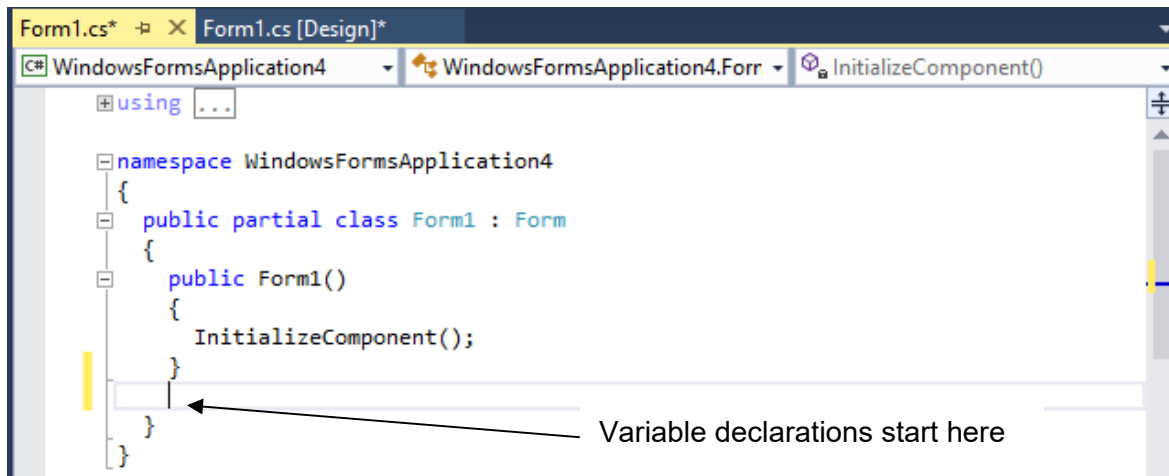 Form1.cs* Form1.cs [Design]*
C# WindowsFormsApplication4 WindowsFormsApplication4.Forr InitializeComponent()
using ...
namespace WindowsFormsApplication4
{
public partial class Form1 : Form
{
public Form1()
{
InitializeComponent();
}
}
Variable declarations start here
}